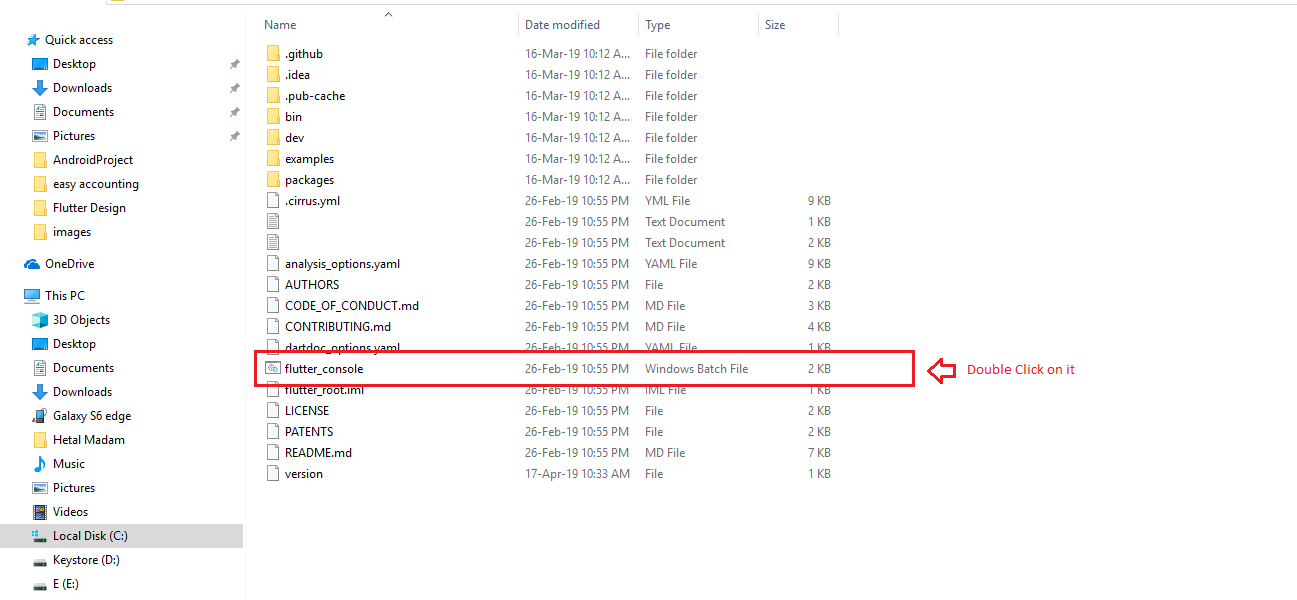 Name Date modified Type Size
Quick access
Desktop
Downloads
Documents
Pictures
AndroidProject
easy accounting
Flutter Design
images
OneDrive
This PC
3D Objects
Desktop
Documents
Downloads
Galaxy S6 edge
Hetal Madam
Music
Pictures
Videos
Local Disk (C:)
Keystore (D:)
E (E:)
.github 16-Mar-19 10:12 A... File folder
.idea 16-Mar-19 10:12 A... File folder
.pub-cache 16-Mar-19 10:12 A... File folder
bin 16-Mar-19 10:12 A... File folder
dev 16-Mar-19 10:12 A... File folder
examples 16-Mar-19 10:12 A... File folder
packages 16-Mar-19 10:12 A... File folder
.cirrus.yml 26-Feb-19 10:55 PM YML File 9 KB
26-Feb-19 10:55 PM Text Document 1 KB
26-Feb-19 10:55 PM Text Document 2 KB
analysis_options.yaml 26-Feb-19 10:55 PM YAML File 9 KB
AUTHORS 26-Feb-19 10:55 PM File 2 KB
CODE_OF_CONDUCT.md 26-Feb-19 10:55 PM MD File 3 KB
CONTRIBUTING.md 26-Feb-19 10:55 PM MD File 4 KB
dartdoc_options.yaml 26-Feb-19 10:55 PM YAML File 1 KB
flutter_console 26-Feb-19 10:55 PM Windows Batch File 2 KB
Double Click on it
flutter_root.iml 26-Feb-19 10:55 PM IML File 1 KB
LICENSE 26-Feb-19 10:55 PM File 2 KB
PATENTS 26-Feb-19 10:55 PM File 2 KB
README.md 26-Feb-19 10:55 PM MD File 7 KB
version 17-Apr-19 10:33 AM File 1 KB